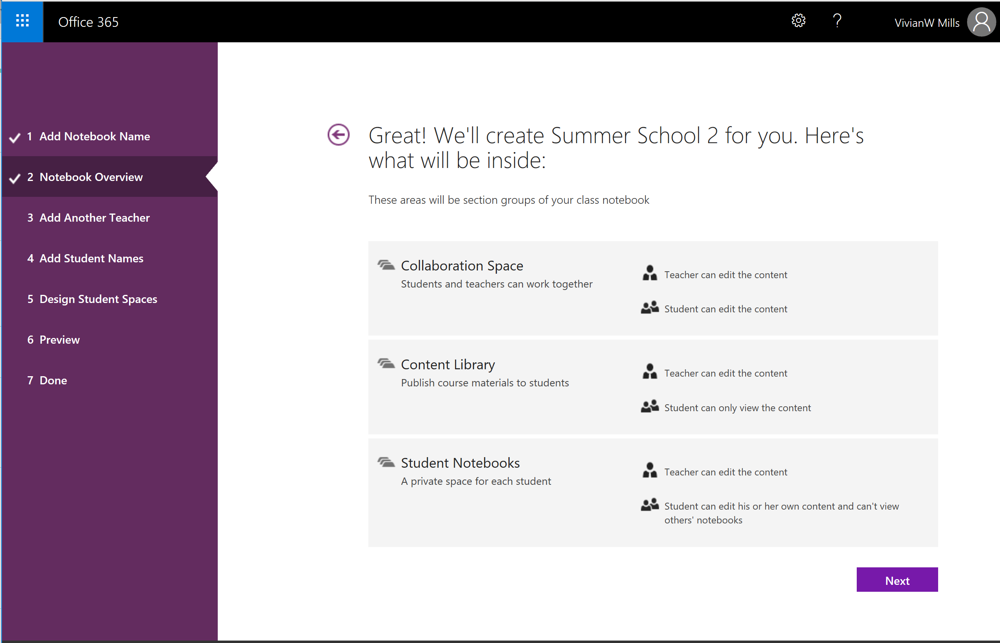 Office 365
?
VivianW Mills
1 Add Notebook Name
2 Notebook Overview
3 Add Another Teacher
4 Add Student Names
5 Design Student Spaces
6 Preview
7 Done
Great! We'll create Summer School 2 for you. Here's
what will be inside:
These areas will be section groups of your class notebook
Collaboration Space
Students and teachers can work together
Teacher can edit the content
Student can edit the content
Content Library
Publish course materials to students
Teacher can edit the content
Student can only view the content
Student Notebooks
A private space for each student
Teacher can edit the content
Student can edit his or her own content and can't view
others' notebooks
Next